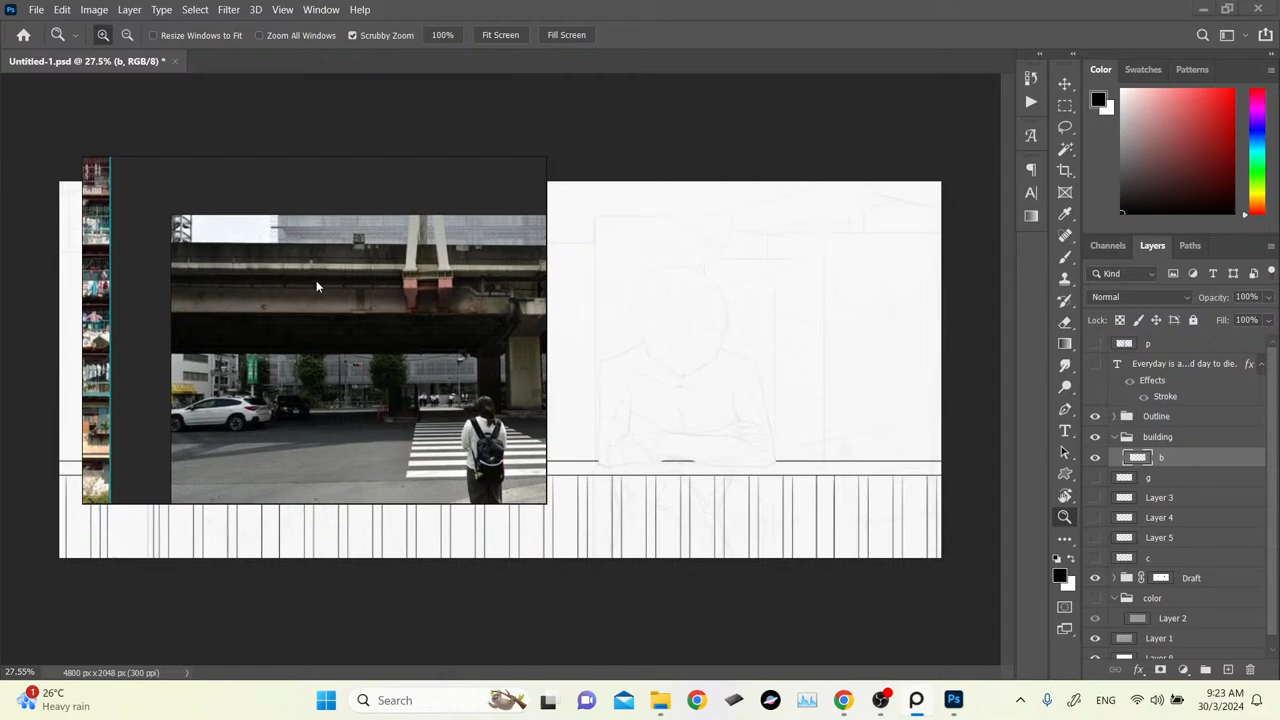 Ps File Edit Image Layer Type Select Filter 3D View Window Help
Resize Windows to Fit Zoom All Windows Scrubby Zoom 100% Fit Screen Fill Screen
Untitled-1.psd @ 27.5% (b, RGB/8) *
Color Swatches Patterns
Channels Layers Paths
Kind
Normal Opacity: 100%
Lock: Fill: 100%
p
T Everyday is a...d day to die. fx
Effects
Stroke
Outline
building
b
g
Layer 3
Layer 4
Layer 5
c
Draft
color
Layer 2
Layer 1
27.55% 4800 px x 2048 px (300 ppi)
1 26°C
Heavy rain
Search
ENG
9:23 AM
30/3/2024